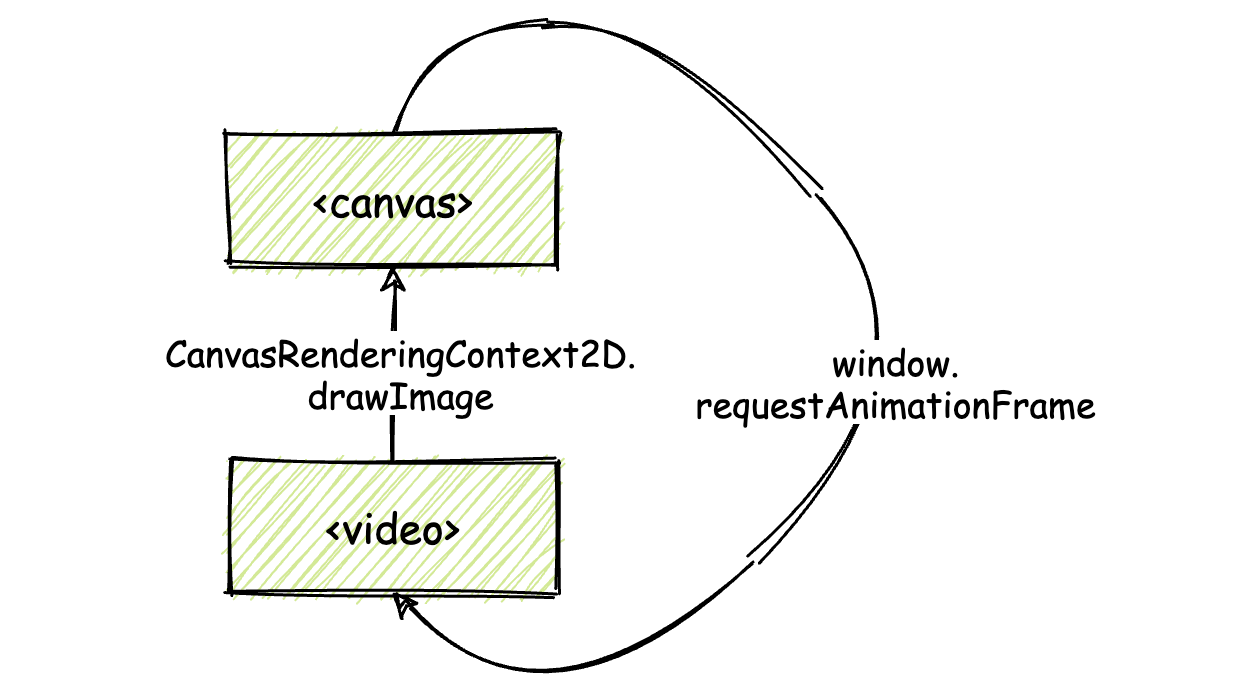 <canvas>
CanvasRenderingContext2D.
drawImage
window.
requestAnimationFrame
<video>